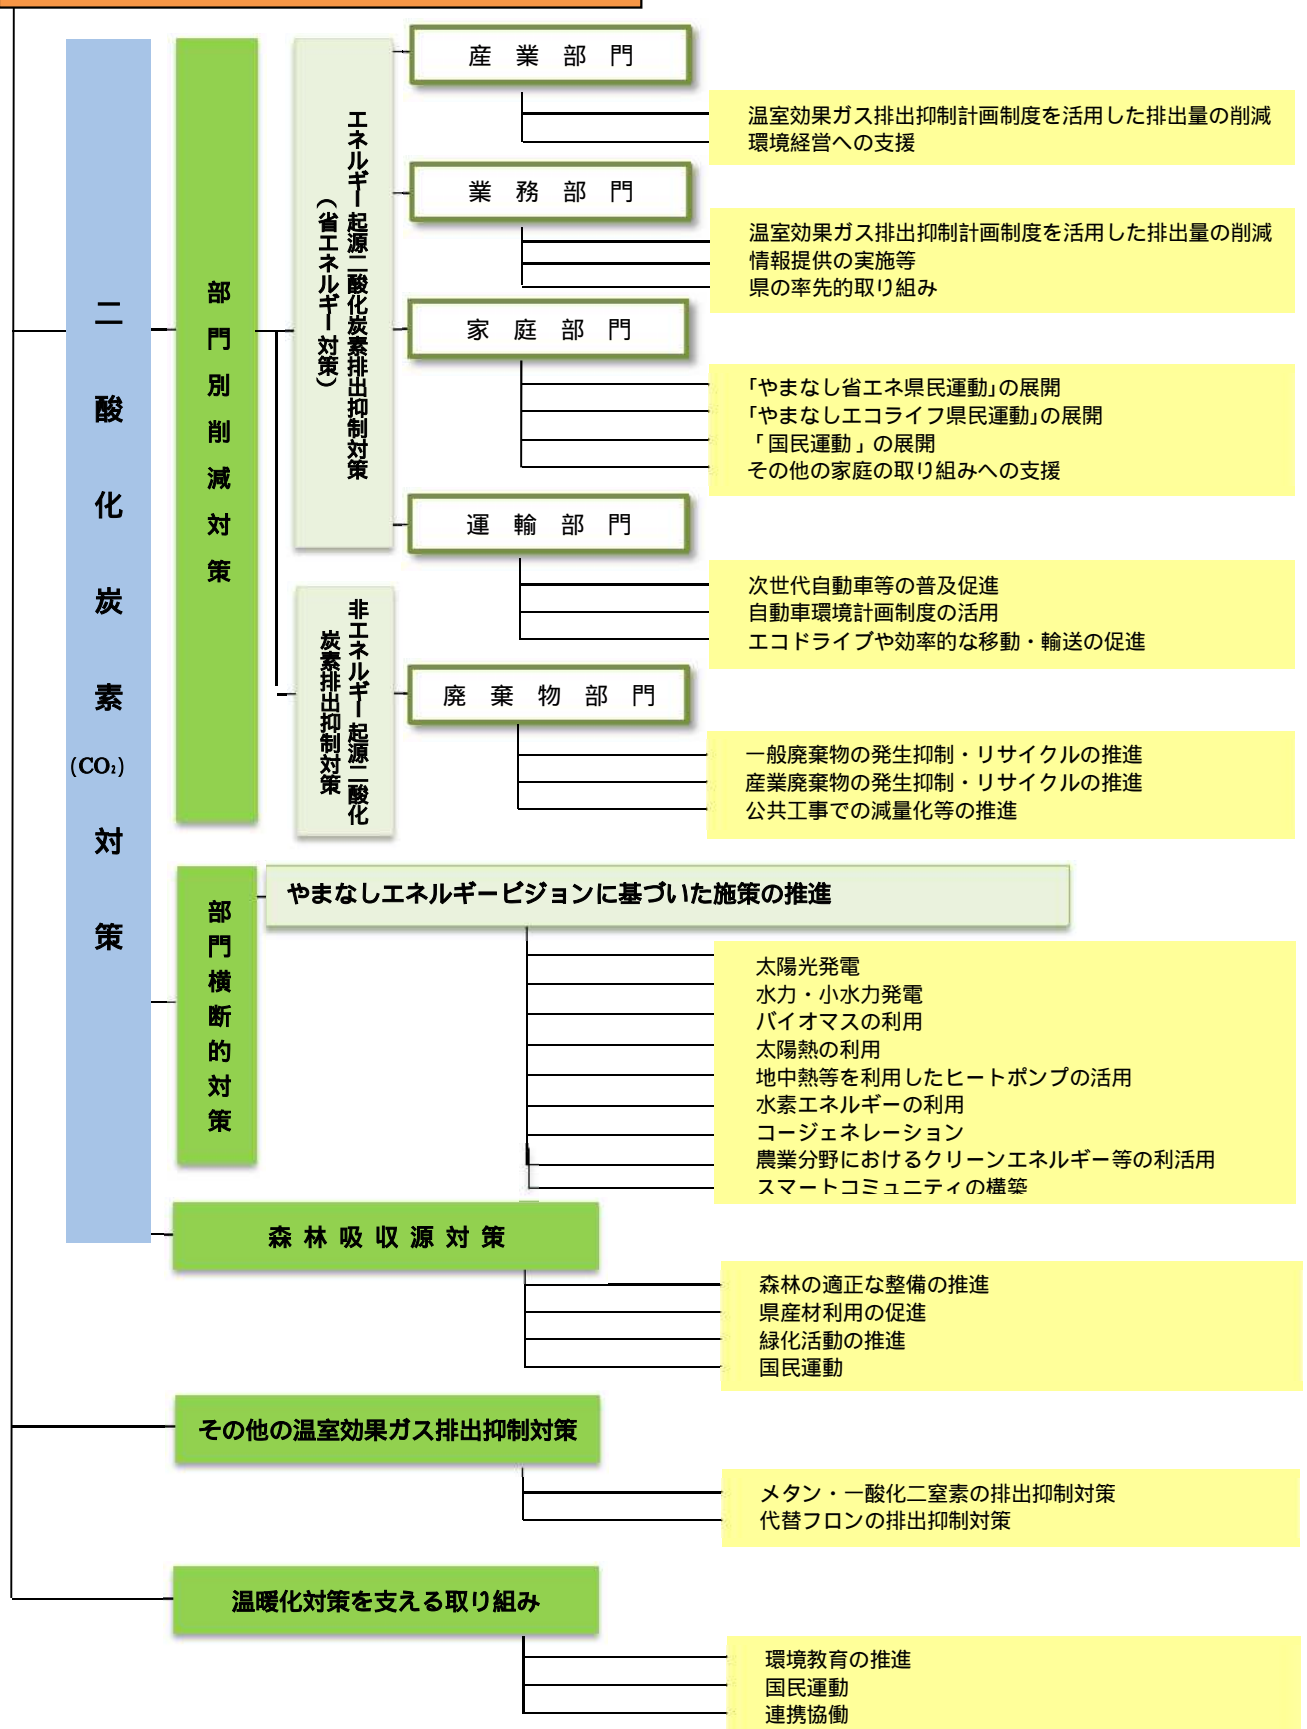 二酸化炭素
(CO₂)
対策
部門別削減対策
エネルギー起源二酸化炭素排出抑制対策
（省エネルギー対策）
産業部門
温室効果ガス排出抑制計画制度を活用した排出量の削減
環境経営への支援
業務部門
温室効果ガス排出抑制計画制度を活用した排出量の削減
情報提供の実施等
県の率先的取り組み
家庭部門
「やまなし省エネ県民運動」の展開
「やまなしエコライフ県民運動」の展開
「国民運動」の展開
その他の家庭の取り組みへの支援
運輸部門
次世代自動車等の普及促進
自動車環境計画制度の活用
エコドライブや効率的な移動・輸送の促進
非エネルギー起源二酸化
炭素排出抑制対策
廃棄物部門
一般廃棄物の発生抑制・リサイクルの推進
産業廃棄物の発生抑制・リサイクルの推進
公共工事での減量化等の推進
部門横断的対策
やまなしエネルギービジョンに基づいた施策の推進
太陽光発電
水力・小水力発電
バイオマスの利用
太陽熱の利用
地中熱等を利用したヒートポンプの活用
水素エネルギーの利用
コージェネレーション
農業分野におけるクリーンエネルギー等の利活用
スマートコミュニティの構築
森林吸収源対策
森林の適正な整備の推進
県産材利用の促進
緑化活動の推進
国民運動
その他の温室効果ガス排出抑制対策
メタン・一酸化二窒素の排出抑制対策
代替フロンの排出抑制対策
温暖化対策を支える取り組み
環境教育の推進
国民運動
連携協働